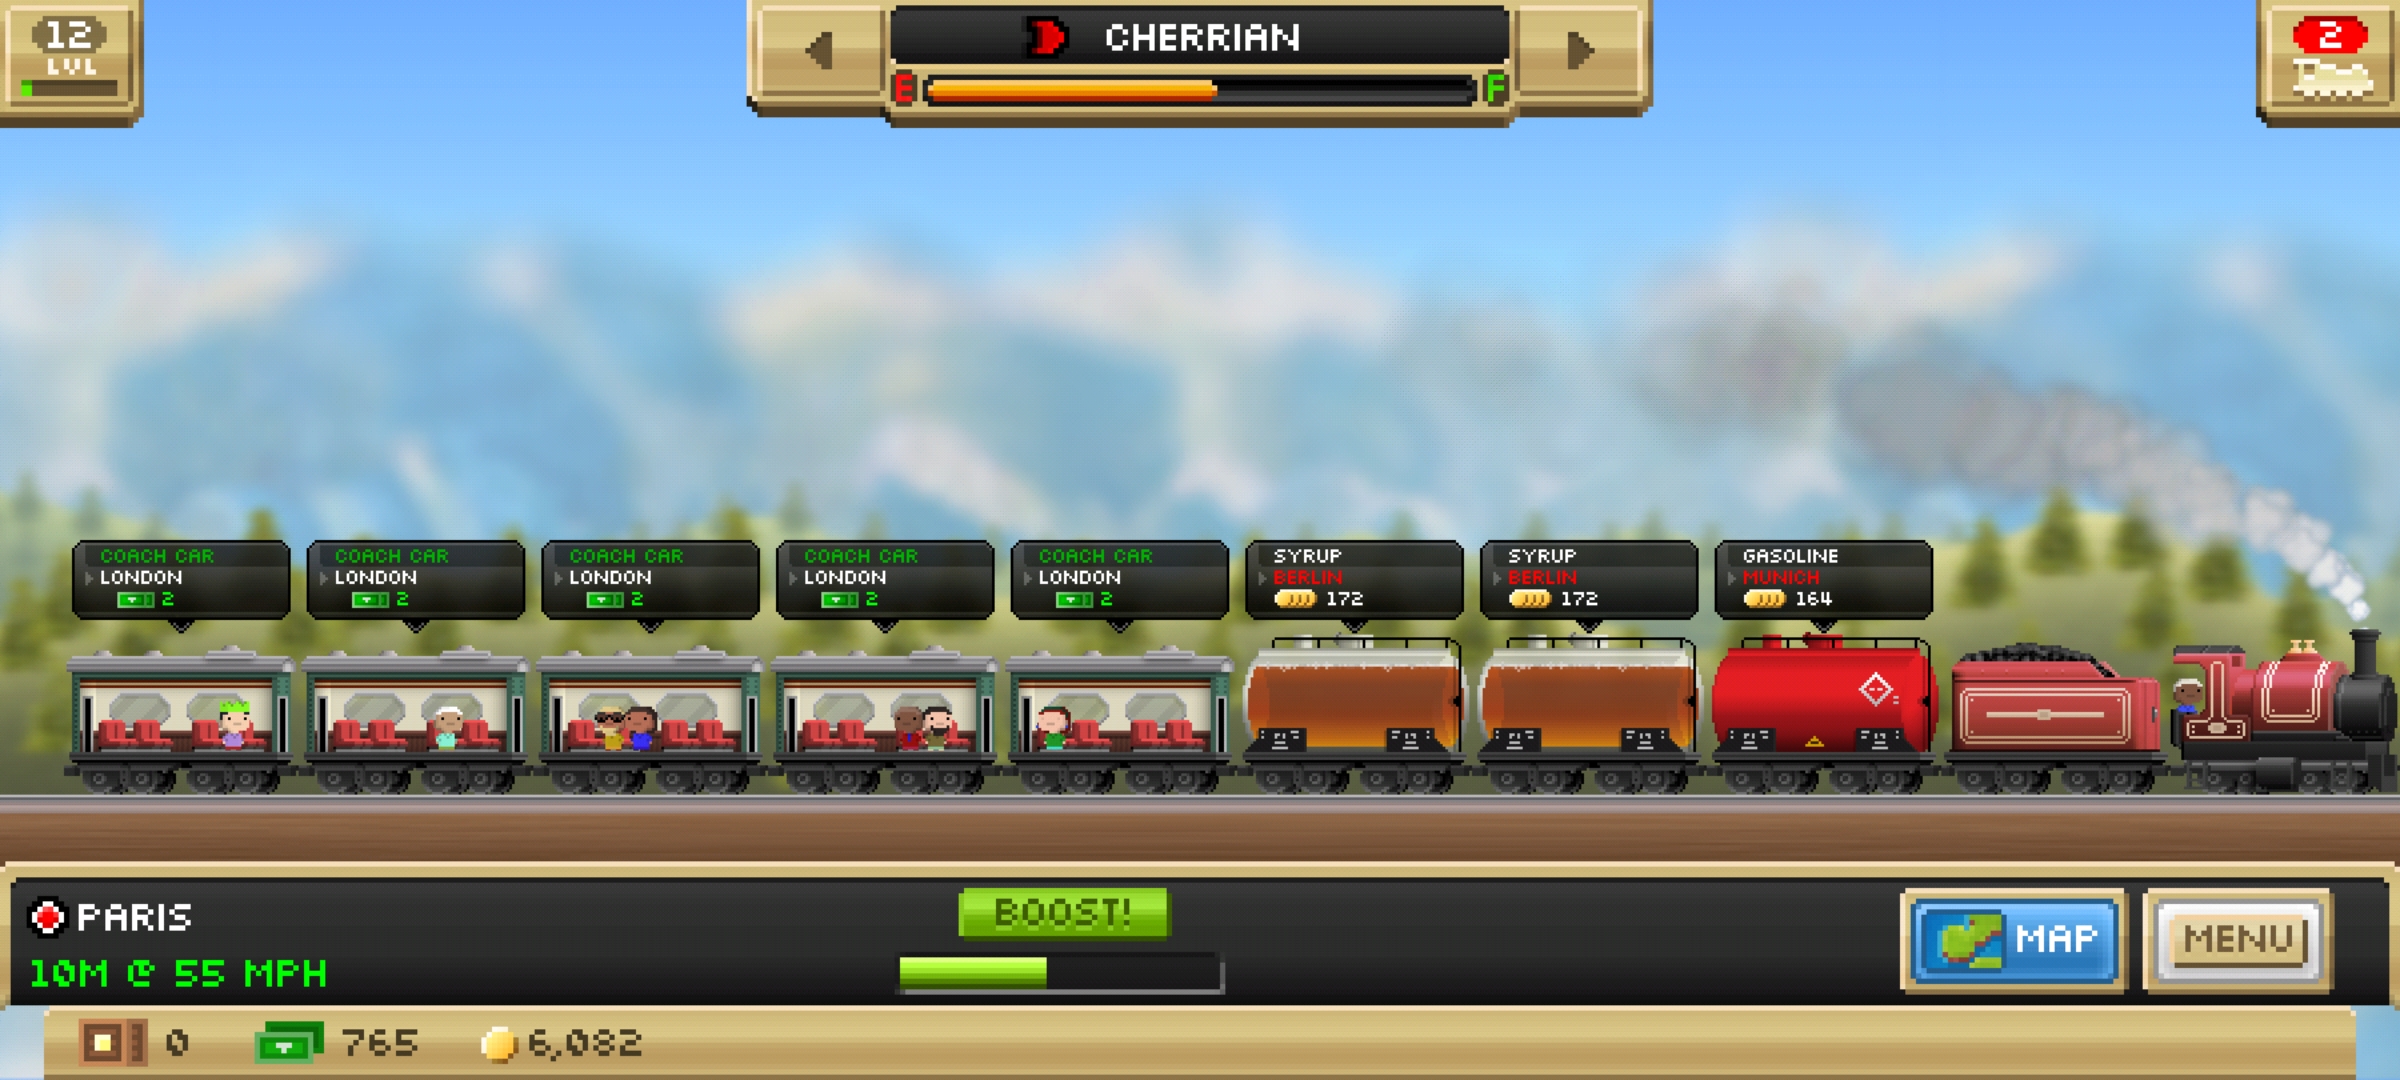 12
LVL
CHERRIAN
E
F
2
COACH CAR
LONDON
2
COACH CAR
LONDON
2
COACH CAR
LONDON
2
COACH CAR
LONDON
2
COACH CAR
LONDON
2
SYRUP
BERLIN
172
SYRUP
BERLIN
172
GASOLINE
MUNICH
164
PARIS
10M @ 55 MPH
BOOST!
MAP
MENU
0
765
6,082